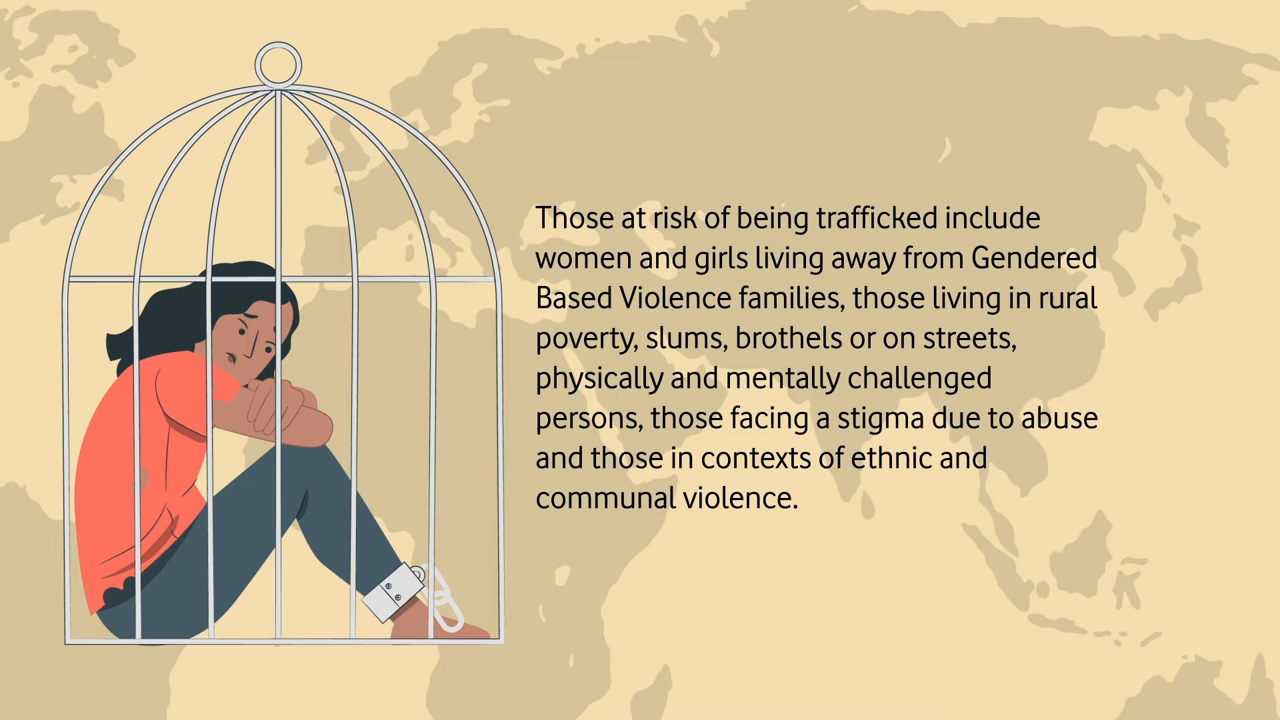 Those at risk of being trafficked include
women and girls living away from Gendered
Based Violence families, those living in rural
poverty, slums, brothels or on streets,
physically and mentally challenged
persons, those facing a stigma due to abuse
and those in contexts of ethnic and
communal violence.